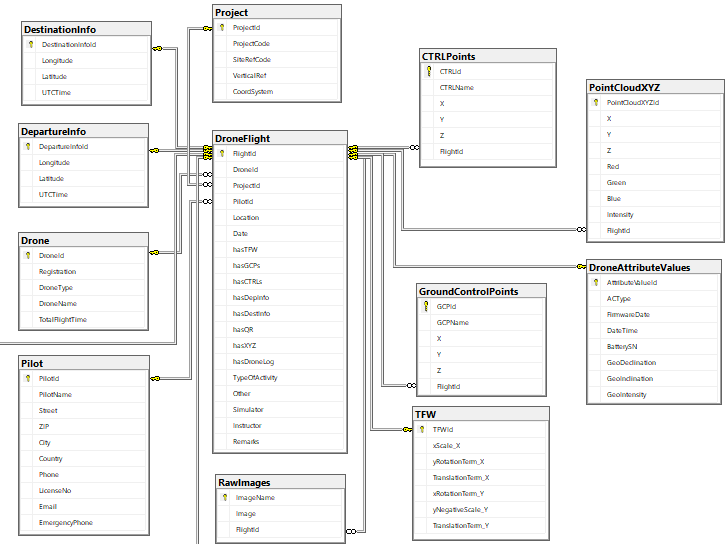 DestinationInfo
DestinationInfoId
Longitude
Latitude
UTCTime
DepartureInfo
DepartureInfoId
Longitude
Latitude
UTCTime
Drone
DroneId
Registration
DroneType
DroneName
TotalFlightTime
Pilot
PilotId
PilotName
Street
ZIP
City
Country
Phone
LicenseNo
Email
EmergencyPhone
Project
ProjectId
ProjectCode
SiteRefCode
VerticalRef
CoordSystem
DroneFlight
FlightId
DroneId
ProjectId
PilotId
Location
Date
hasTFW
hasGCPs
hasCTRLs
hasDepInfo
hasDestInfo
hasQR
hasXYZ
hasDroneLog
TypeOfActivity
Other
Simulator
Instructor
Remarks
RawImages
ImageName
Image
FlightId
CTRLPoints
CTRLId
CTRLName
X
Y
Z
FlightId
GroundControlPoints
GCPId
GCPName
X
Y
Z
FlightId
TFW
TFWId
xScale_X
yRotationTerm_X
TranslationTerm_X
xRotationTerm_Y
yNegativeScale_Y
TranslationTerm_Y
PointCloudXYZ
PointCloudXYZId
X
Y
Z
Red
Green
Blue
Intensity
FlightId
DroneAttributeValues
AttributeValueId
ACType
FirmwareDate
DateTime
BatterySN
GeoDeclination
GeoInclination
GeoIntensity